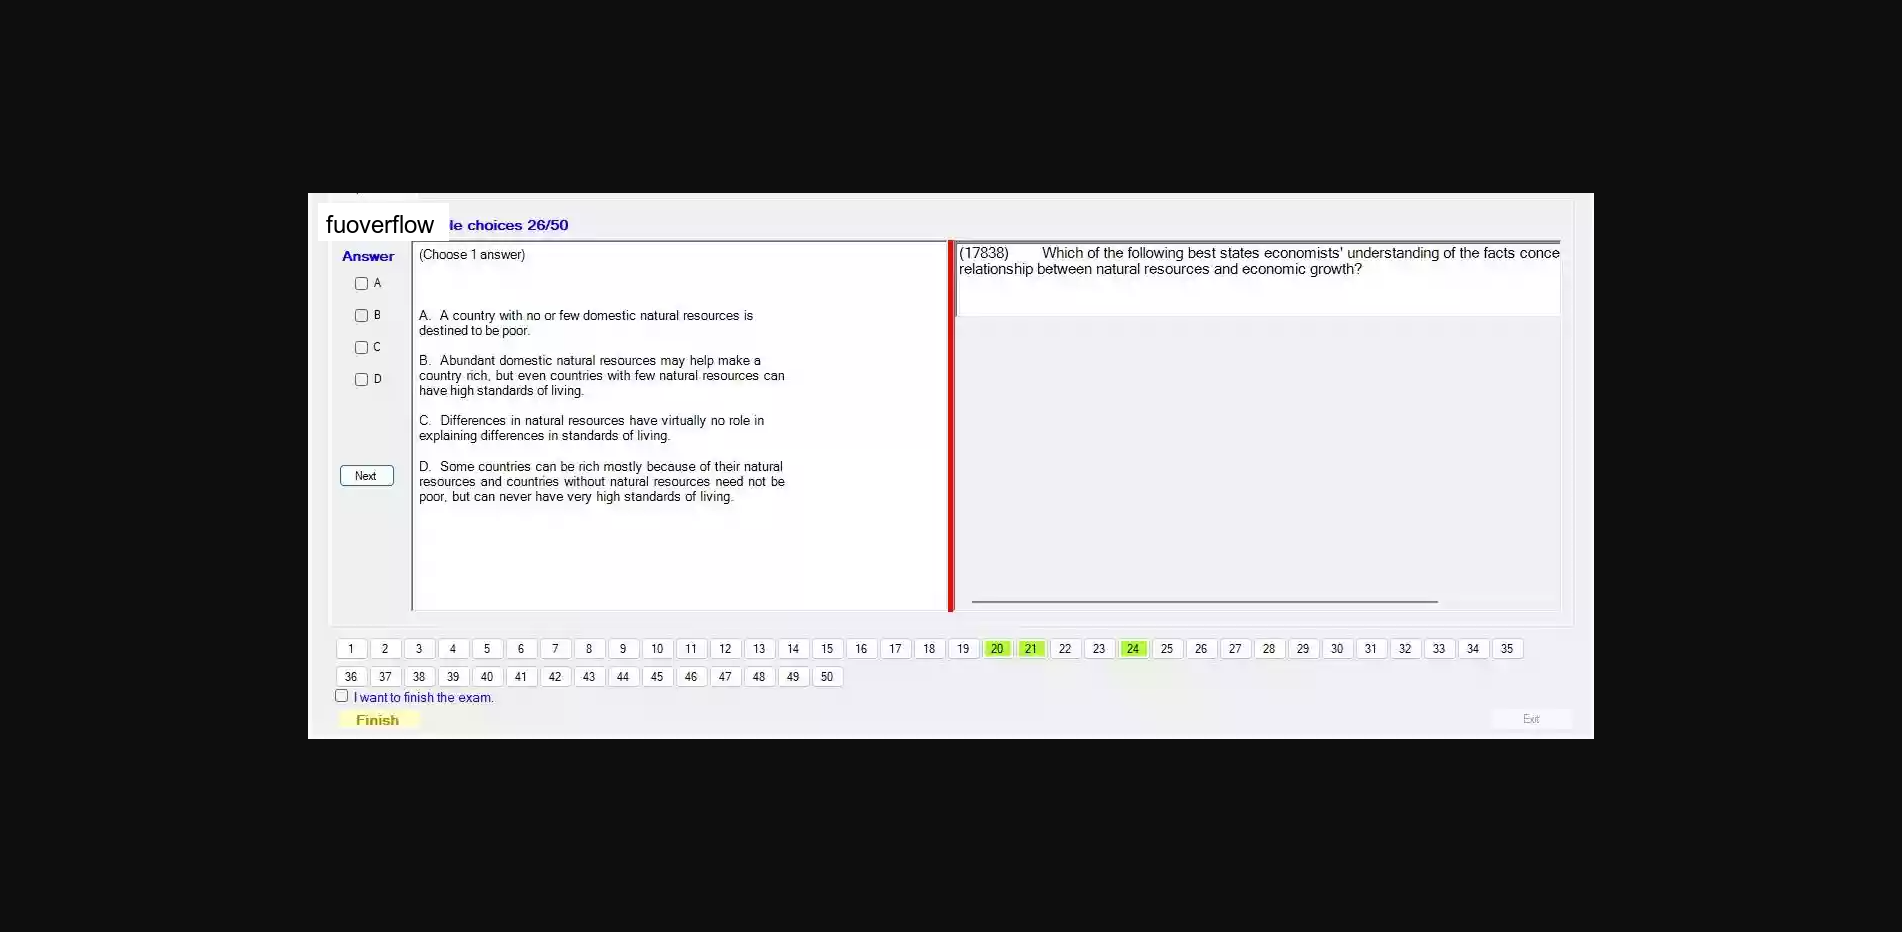 fuoverflow
le choices 26/50
Answer
A
B
C
D
Next
(Choose 1 answer)
A. A country with no or few domestic natural resources is
destined to be poor.
B. Abundant domestic natural resources may help make a
country rich, but even countries with few natural resources can
have high standards of living.
C. Differences in natural resources have virtually no role in
explaining differences in standards of living.
D. Some countries can be rich mostly because of their natural
resources and countries without natural resources need not be
poor, but can never have very high standards of living.
(17838) Which of the following best states economists' understanding of the facts conce
relationship between natural resources and economic growth?
1 2 3 4 5 6 7 8 9 10 11 12 13 14 15 16 17 18 19 20 21 22 23 24 25 26 27 28 29 30 31 32 33 34 35
36 37 38 39 40 41 42 43 44 45 46 47 48 49 50
I want to finish the exam.
Finish
Exit